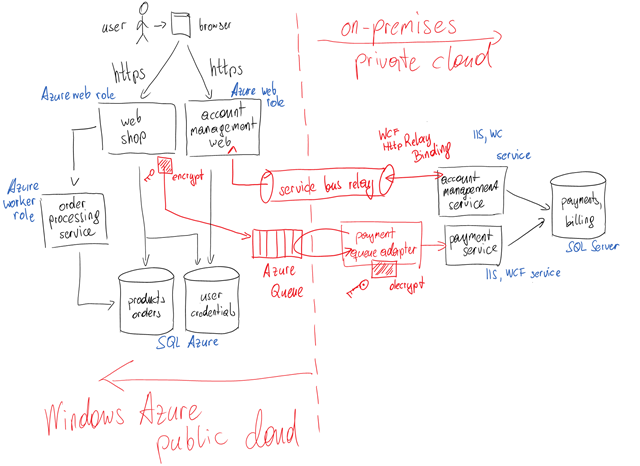 user
browser
on-premises
private cloud
https
https
Azure web role
Azure web
role
web
shop
account
management
web
encrypt
WCF
Http Relay
Binding
IIS, WC
service
service bus relay
account
management
service
payments,
billing
SQL Server
Azure
worker
role
order
processing
service
Azure
Queue
payment
queue adapter
decrypt
payment
service
IIS, WCF service
products
orders
user
credentials
SQL Azure
Windows Azure
public cloud